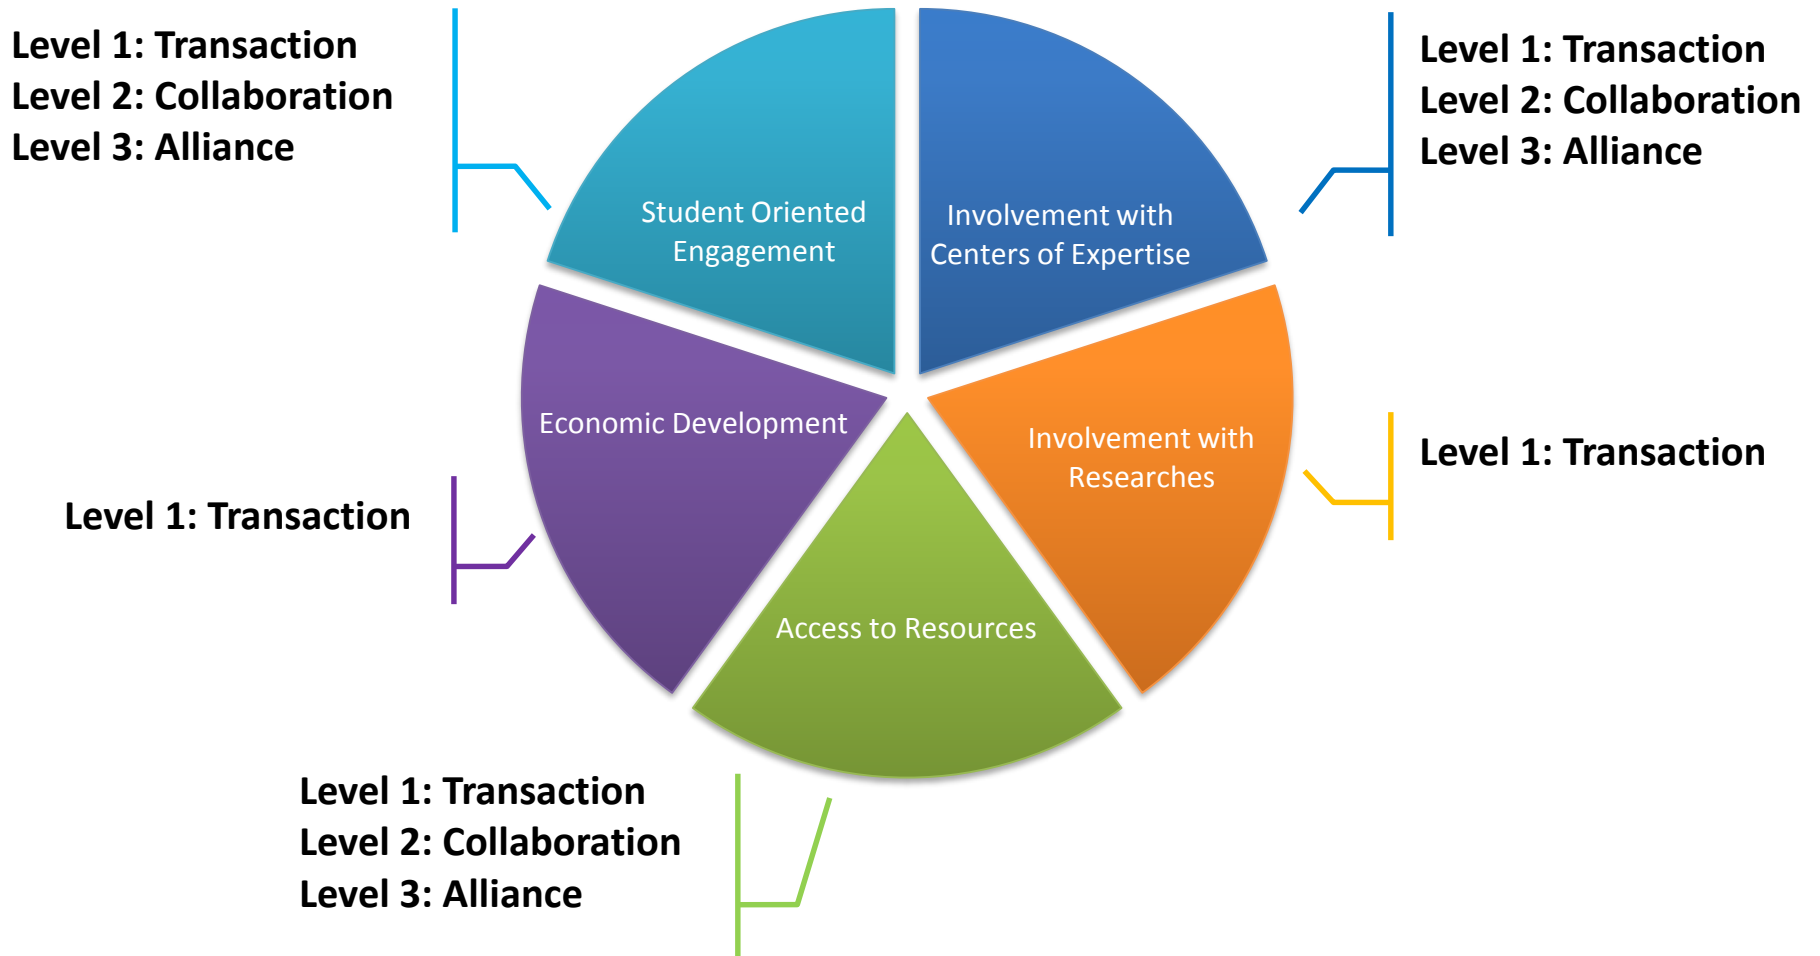 Level 1: Transaction
Level 2: Collaboration
Level 3: Alliance
Level 1: Transaction
Level 2: Collaboration
Level 3: Alliance
Student Oriented
Engagement
Involvement with
Centers of Expertise
Economic Development
Involvement with
Researches
Level 1: Transaction
Level 1: Transaction
Access to Resources
Level 1: Transaction
Level 2: Collaboration
Level 3: Alliance